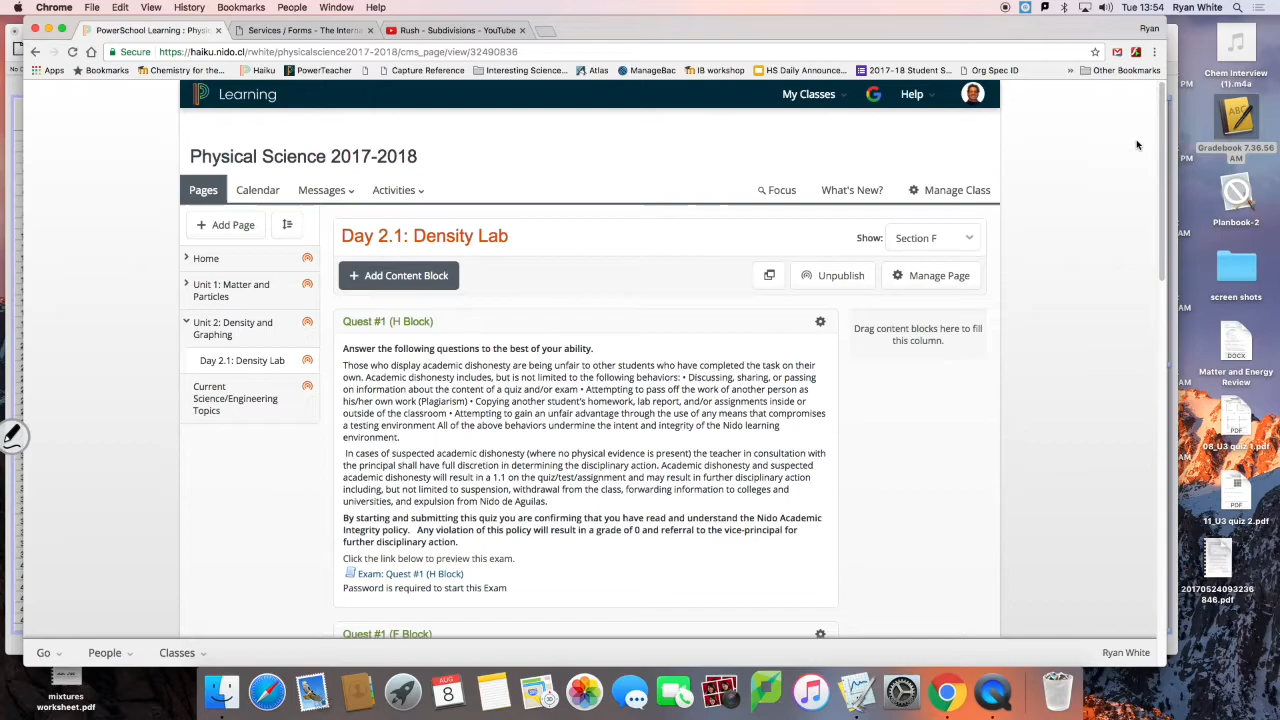 Chrome File Edit View History Bookmarks People Window Help Tue 13:54 Ryan White
PowerSchool Learning : Physi Services / Forms - The Interna Rush - Subdivisions - YouTube Ryan
Secure https://haiku.nido.cl/rwhite/physicalscience2017-2018/cms_page/view/32490836
Apps Bookmarks Chemistry for the... Haiku PowerTeacher Capture Reference Interesting Science... Atlas ManageBac IB workshop HS Daily Announce... 2017-18 Student S... Org Spec ID » Other Bookmarks
Learning My Classes Help
Physical Science 2017-2018
Pages Calendar Messages Activities Focus What's New? Manage Class
+ Add Page
Home
Unit 1: Matter and
Particles
Unit 2: Density and
Graphing
Day 2.1: Density Lab
Current
Science/Engineering
Topics
Day 2.1: Density Lab Show: Section F
+ Add Content Block Unpublish Manage Page
Quest #1 (H Block)
Answer the following questions to the best of your ability.
Those who display academic dishonesty are being unfair to other students who have completed the task on their
own. Academic dishonesty includes, but is not limited to the following behaviors: • Discussing, sharing, or passing
on information about the content of a quiz and/or exam • Attempting to pass off the work of another person as
his/her own work (Plagiarism) • Copying another student's homework, lab report, and/or assignments inside or
outside of the classroom • Attempting to gain an unfair advantage through the use of any means that compromises
a testing environment All of the above behaviors undermine the intent and integrity of the Nido learning
environment.
In cases of suspected academic dishonesty (where no physical evidence is present) the teacher in consultation with
the principal shall have full discretion in determining the disciplinary action. Academic dishonesty and suspected
academic dishonesty will result in a 1.1 on the quiz/test/assignment and may result in further disciplinary action
including, but not limited to suspension, withdrawal from the class, forwarding information to colleges and
universities, and expulsion from Nido de Aguilas.
By starting and submitting this quiz you are confirming that you have read and understand the Nido Academic
Integrity policy. Any violation of this policy will result in a grade of 0 and referral to the vice-principal for
further disciplinary action.
Click the link below to preview this exam.
Exam: Quest #1 (H Block)
Password is required to start this Exam
Quest #1 (F Block)
Drag content blocks here to fill
this column.
Go People Classes Ryan White
Chem Interview
(1).m4a
Gradebook 7.36.56
AM
Planbook-2
screen shots
DOCX
Matter and Energy
Review
PDF
08_U3 quiz 1.pdf
PDF
11_U3 quiz 2.pdf
20170524093236
846.pdf
PM
PM
AM
AM
AM
AM
mixtures
worksheet.pdf
AUG
8